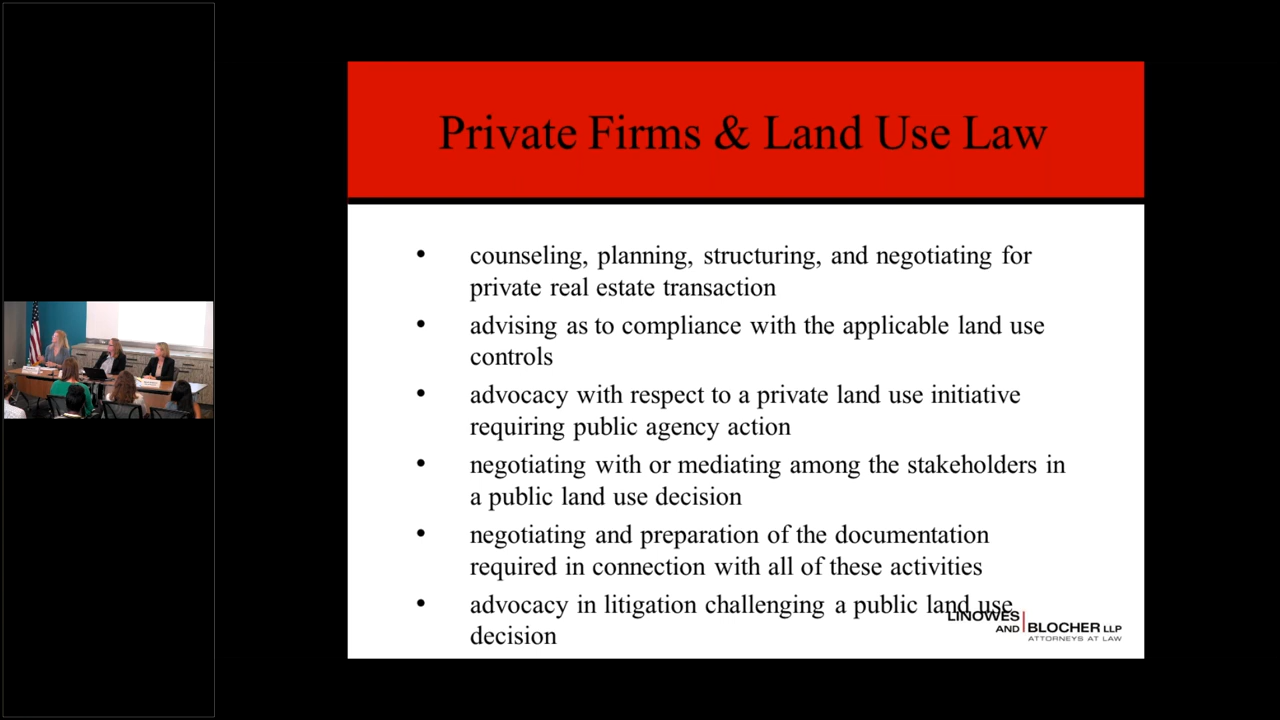 Private Firms & Land Use Law
• counseling, planning, structuring, and negotiating for
private real estate transaction
• advising as to compliance with the applicable land use
controls
• advocacy with respect to a private land use initiative
requiring public agency action
• negotiating with or mediating among the stakeholders in
a public land use decision
• negotiating and preparation of the documentation
required in connection with all of these activities
• advocacy in litigation challenging a public land use
decision
LINOWES
AND BLOCHER LLP
ATTORNEYS AT LAW